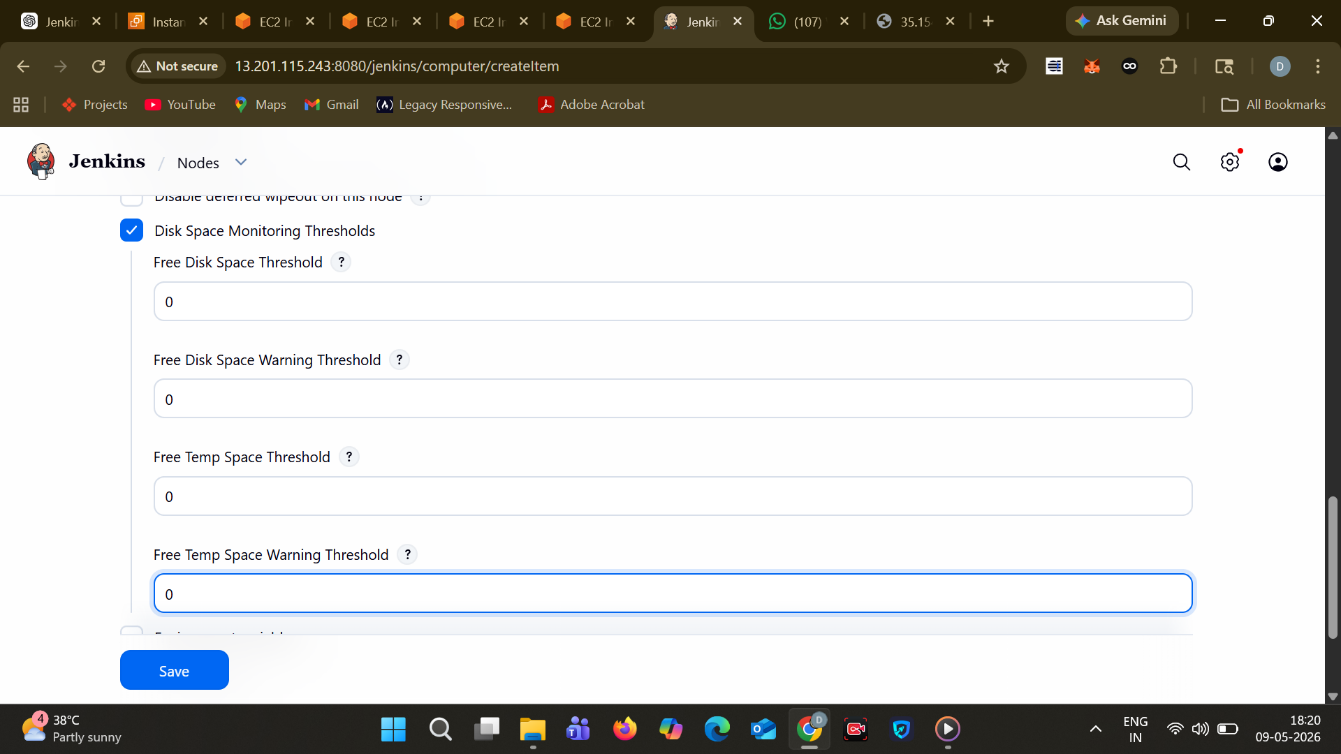 Jenkin
Instan
EC2 In
EC2 In
EC2 In
EC2 In
Jenkin
(107)
35.15
Ask Gemini
Not secure
13.201.115.243:8080/jenkins/computer/createItem
D
Projects
YouTube
Maps
Gmail
Legacy Responsive...
Adobe Acrobat
All Bookmarks
Jenkins / Nodes
Disable deferred wipeout on this node ?
Disk Space Monitoring Thresholds
Free Disk Space Threshold ?
0
Free Disk Space Warning Threshold ?
0
Free Temp Space Threshold ?
0
Free Temp Space Warning Threshold ?
0
Save
4
38°C
Partly sunny
D
ENG
IN
18:20
09-05-2026